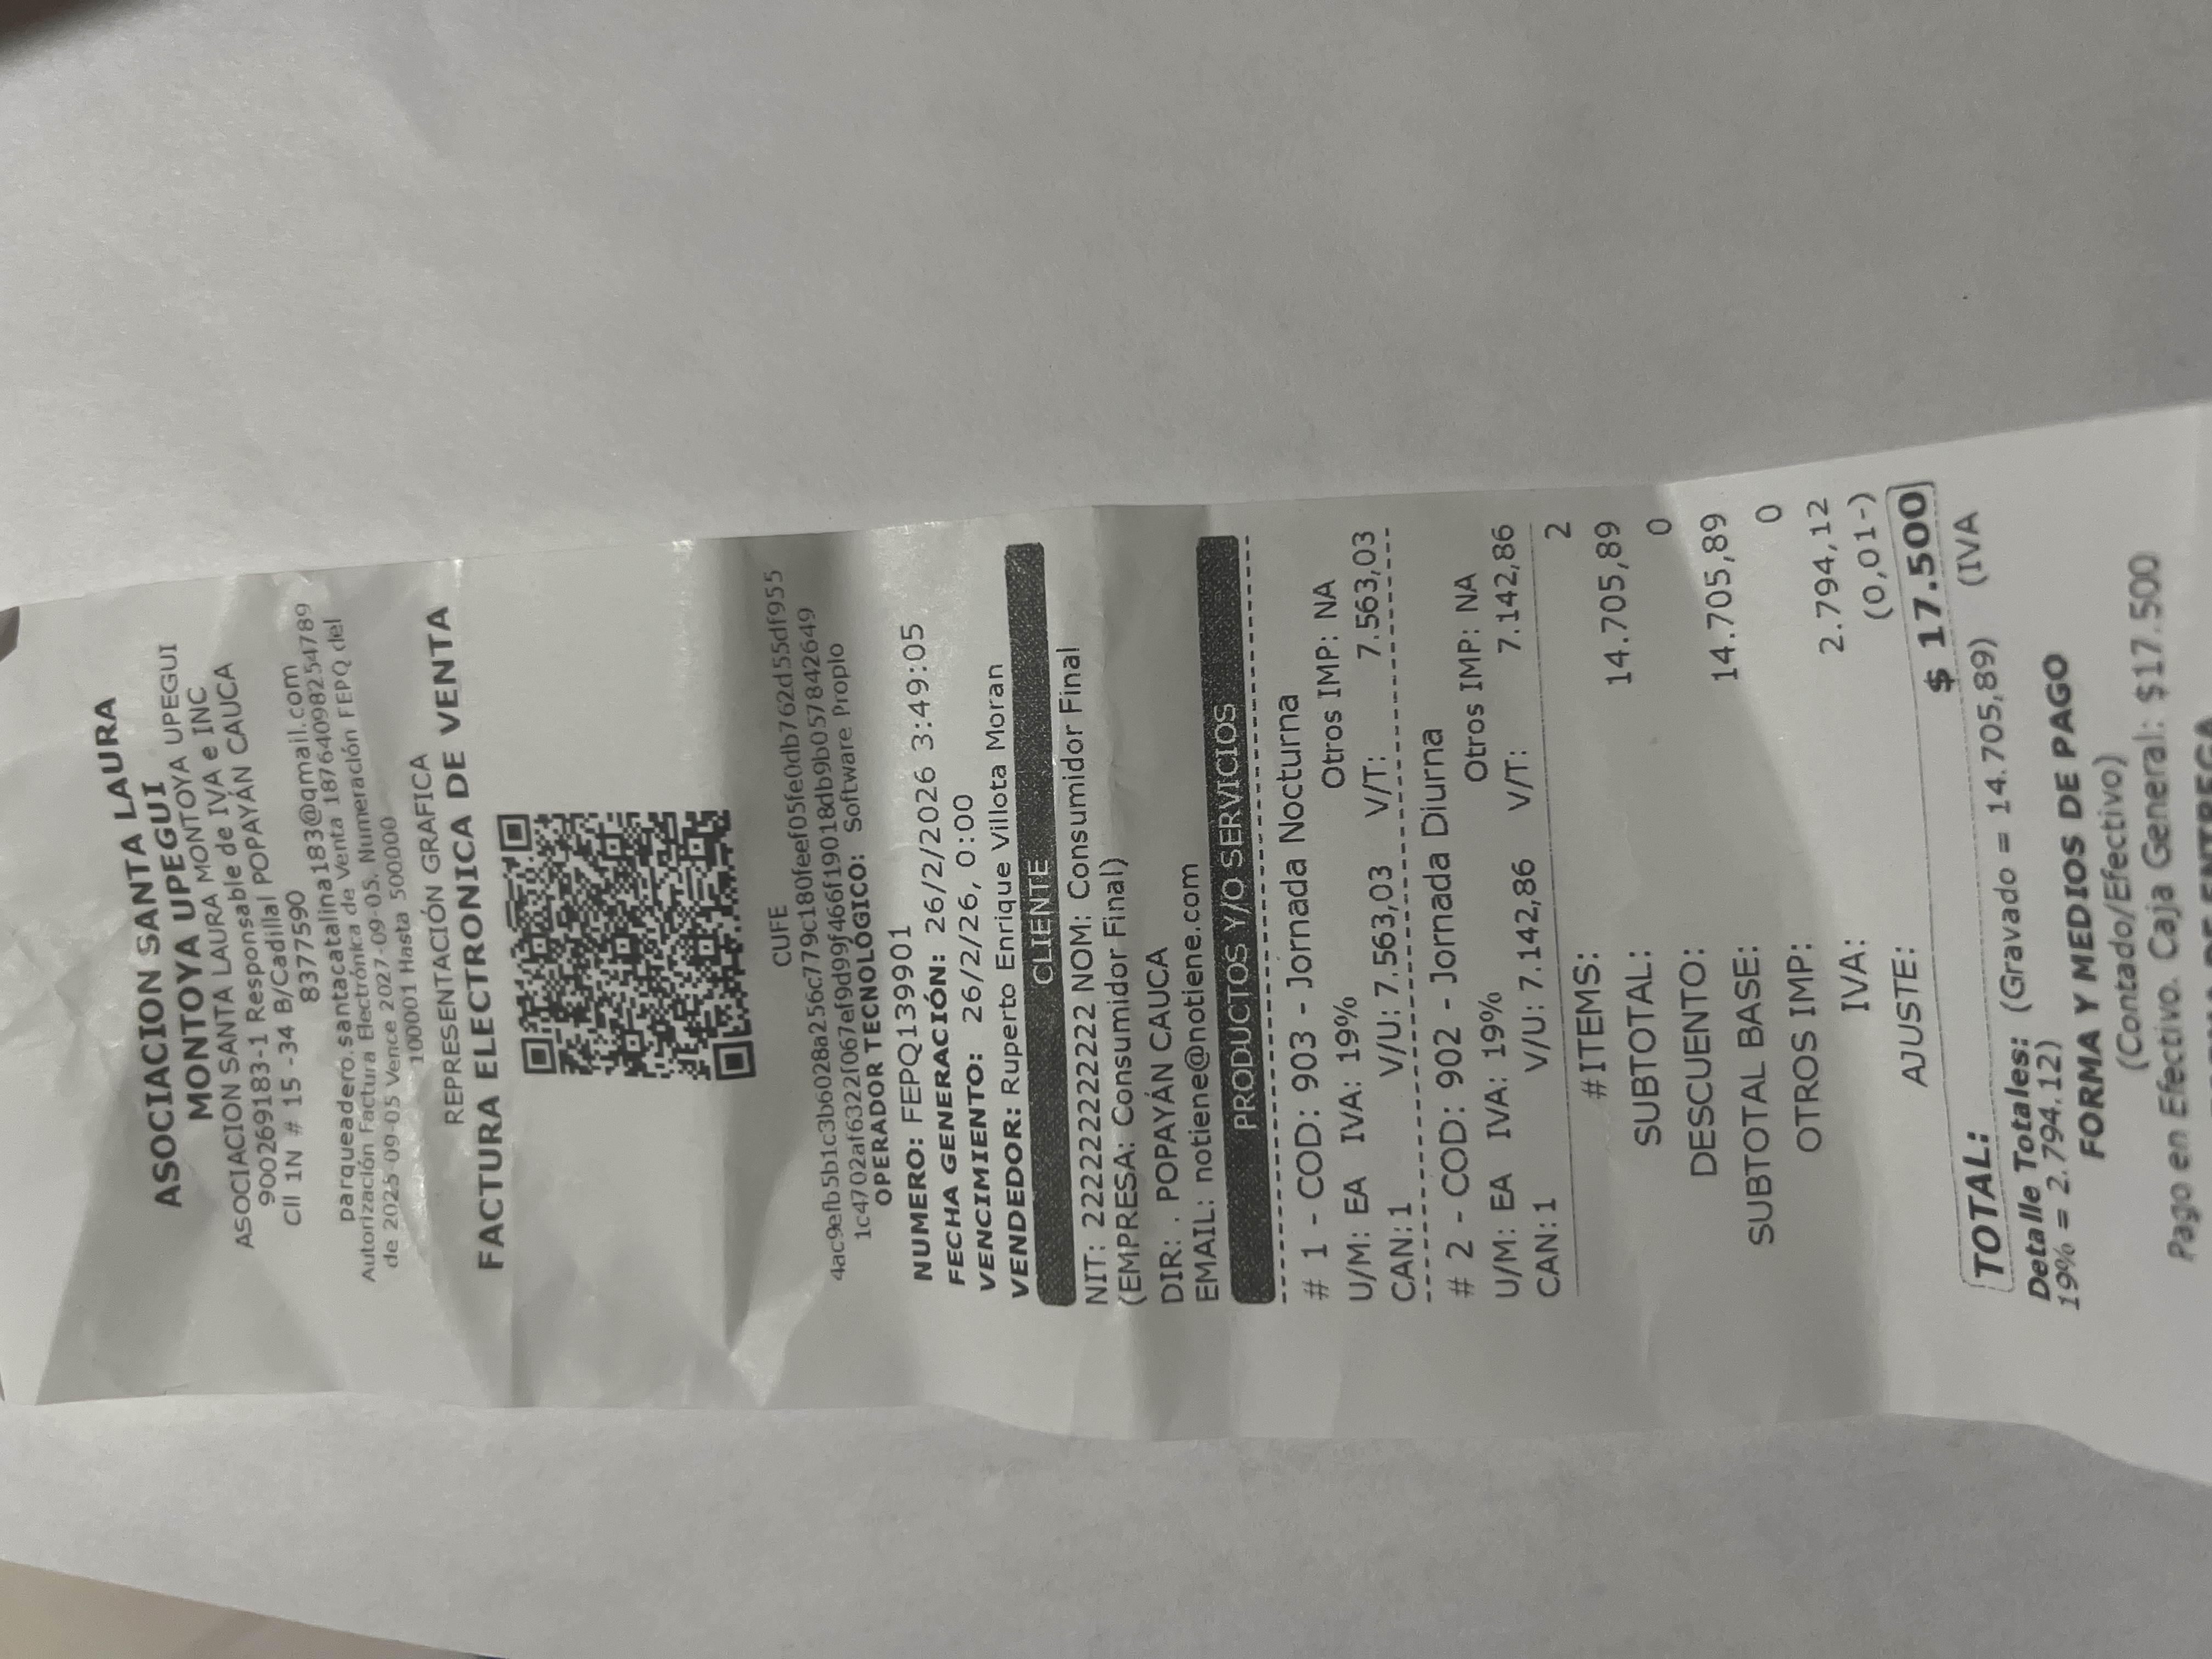 ASOCIACION SANTA LAURA
MONTOYA UPEGUI
ASOCIACION SANTA LAURA MONTOYA UPEGUI
900269183-1 Responsable de IVA e INC
Cll 1N # 15 -34 B/Cadillal POPAYÁN CAUCA
8377590
parqueadero.santacatalina183@gmail.com
Autorización Factura Electrónica de Venta 18764098254789
de 2025-09-05 Vence 2027-09-05. Numeración FEPQ del
100001 Hasta 500000
REPRESENTACIÓN GRAFICA
FACTURA ELECTRONICA DE VENTA
CUFE
4ac9efb5b1c3b6028a256c779c180feef05fe0db762d55df955
1c4702af6322f067ef9d99f466f19018db9b05784 2649
OPERADOR TECNOLÓGICO: Software Propio
NUMERO: FEPQ139901
FECHA GENERACIÓN: 26/2/2026 3:49:05
VENCIMIENTO: 26/2/26, 0:00
VENDEDOR: Ruperto Enrique Villota Moran
CLIENTE
NIT: 222222222222 NOM: Consumidor Final
(EMPRESA: Consumidor Final)
DIR: . POPAYÁN CAUCA
EMAIL: notiene@notiene.com
PRODUCTOS Y/O SERVICIOS
# 1 - COD: 903 - Jornada Nocturna
U/M: EA IVA: 19% Otros IMP: NA
CAN:1 V/U: 7.563,03 V/T: 7.563,03
# 2 - COD: 902 - Jornada Diurna
U/M: EA IVA: 19% Otros IMP: NA
CAN:1 V/U: 7.142,86 V/T: 7.142,86
#ITEMS: 2
SUBTOTAL: 14.705,89
DESCUENTO: 0
SUBTOTAL BASE: 14.705,89
OTROS IMP: 0
IVA: 2.794,12
AJUSTE: (0,01-)
TOTAL: $ 17.500
Detalle Totales: (Gravado = 14.705,89) (IVA
19% = 2.794,12)
FORMA Y MEDIOS DE PAGO
(Contado/Efectivo)
Pago en Efectivo. Caja General: $17.500